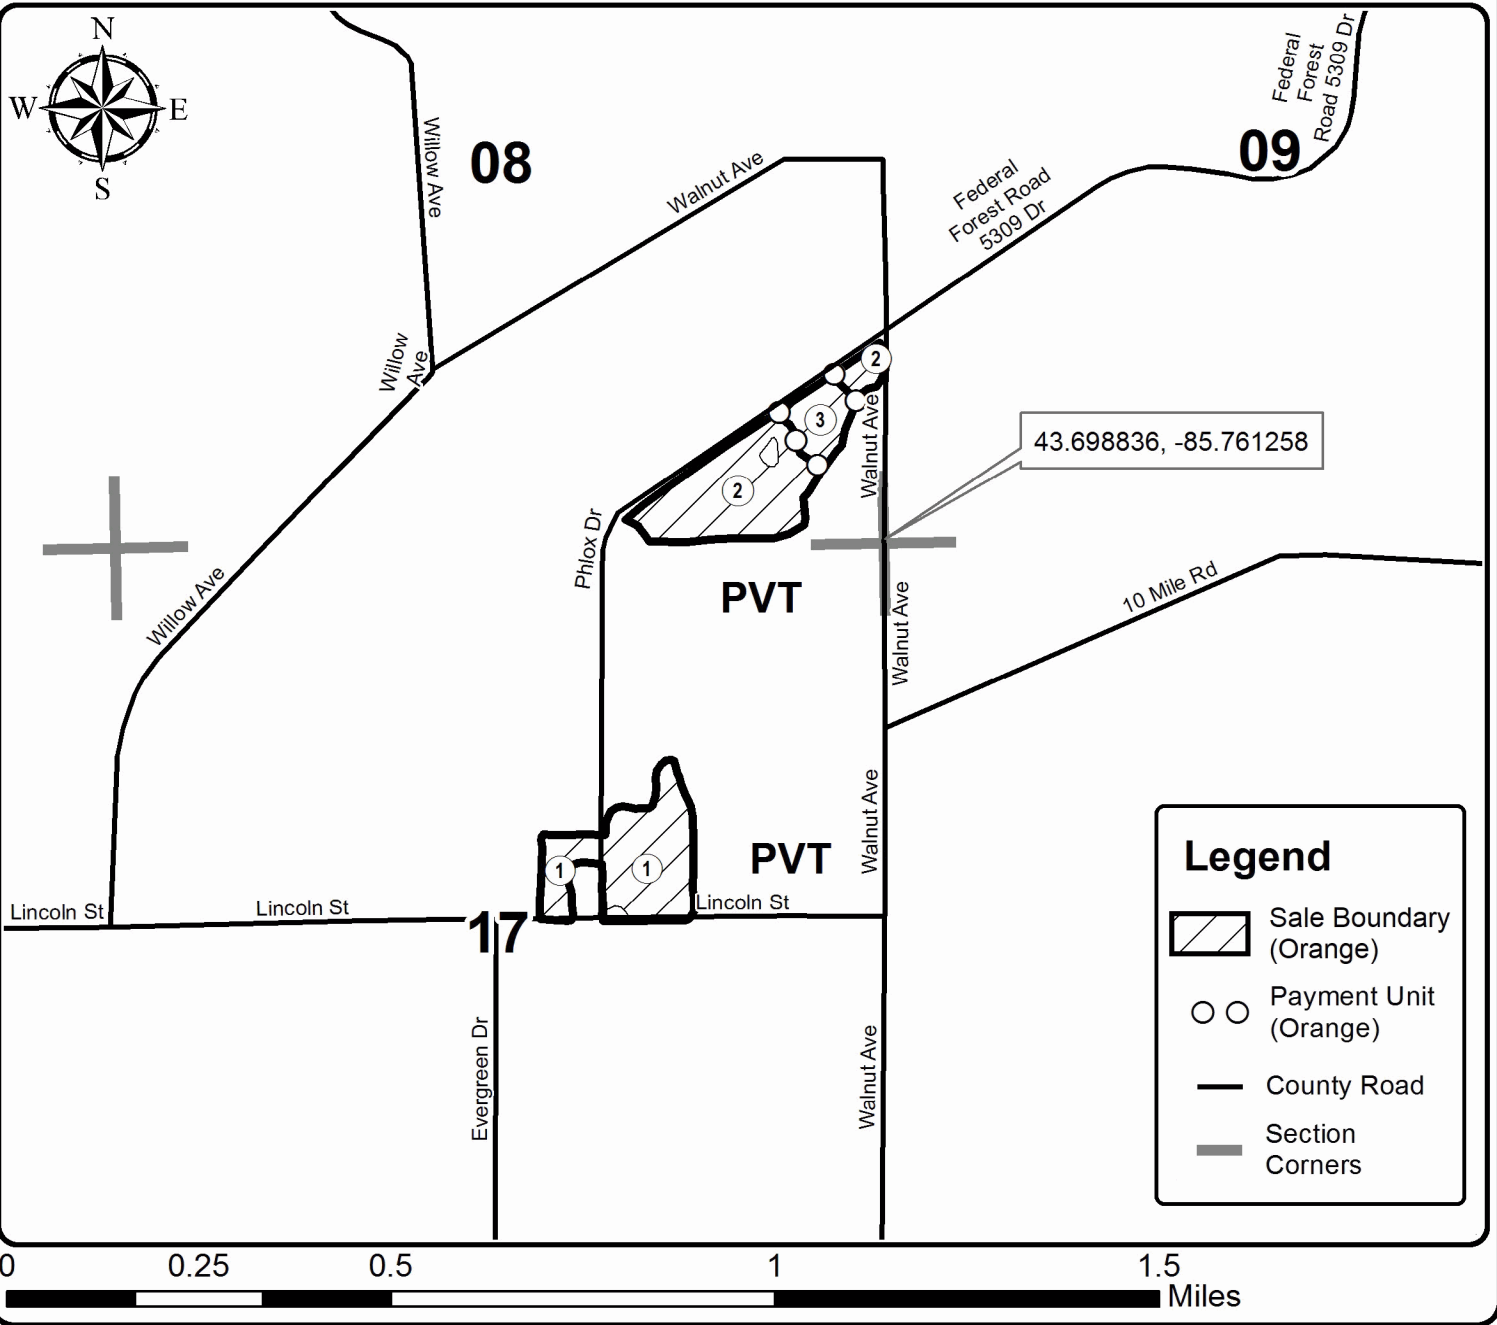 N
W
E
S
Willow Ave
08
Walnut Ave
Federal
Forest Road
5309 Dr
09
Federal
Forest
Road 5309 Dr
Willow
Ave
2
3
2
Walnut Ave
43.698836, -85.761258
Phlox Dr
PVT
Walnut Ave
10 Mile Rd
Willow Ave
Walnut Ave
PVT
1
1
Lincoln St
Lincoln St
17
Lincoln St
Evergreen Dr
Walnut Ave
Legend
Sale Boundary
(Orange)
Payment Unit
(Orange)
County Road
Section
Corners
0
0.25
0.5
1
1.5
Miles